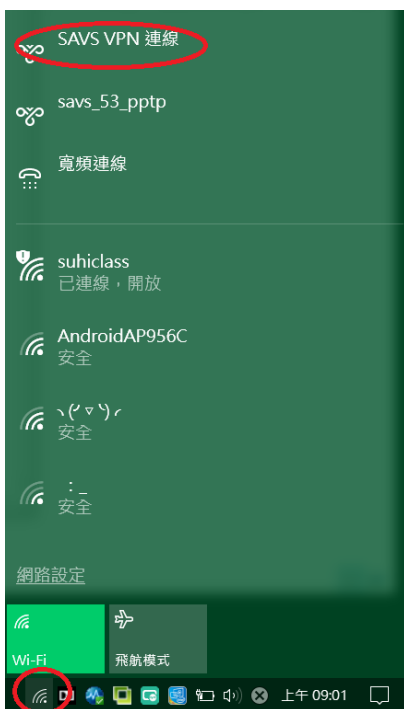 SAVS VPN 連線
savs_53_pptp
寬頻連線
suhiclass
已連線，開放
AndroidAP956C
安全
ヽ(╹▽╹)╭
安全
:_
安全
網路設定
Wi-Fi
飛航模式
上午 09:01